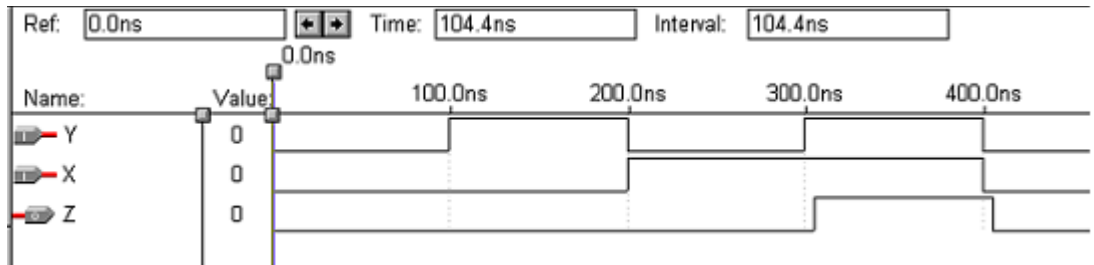 Ref: 0.0ns Time: 104.4ns Interval: 104.4ns
0.0ns
Name: Value: 100.0ns 200.0ns 300.0ns 400.0ns
Y 0
X 0
Z 0